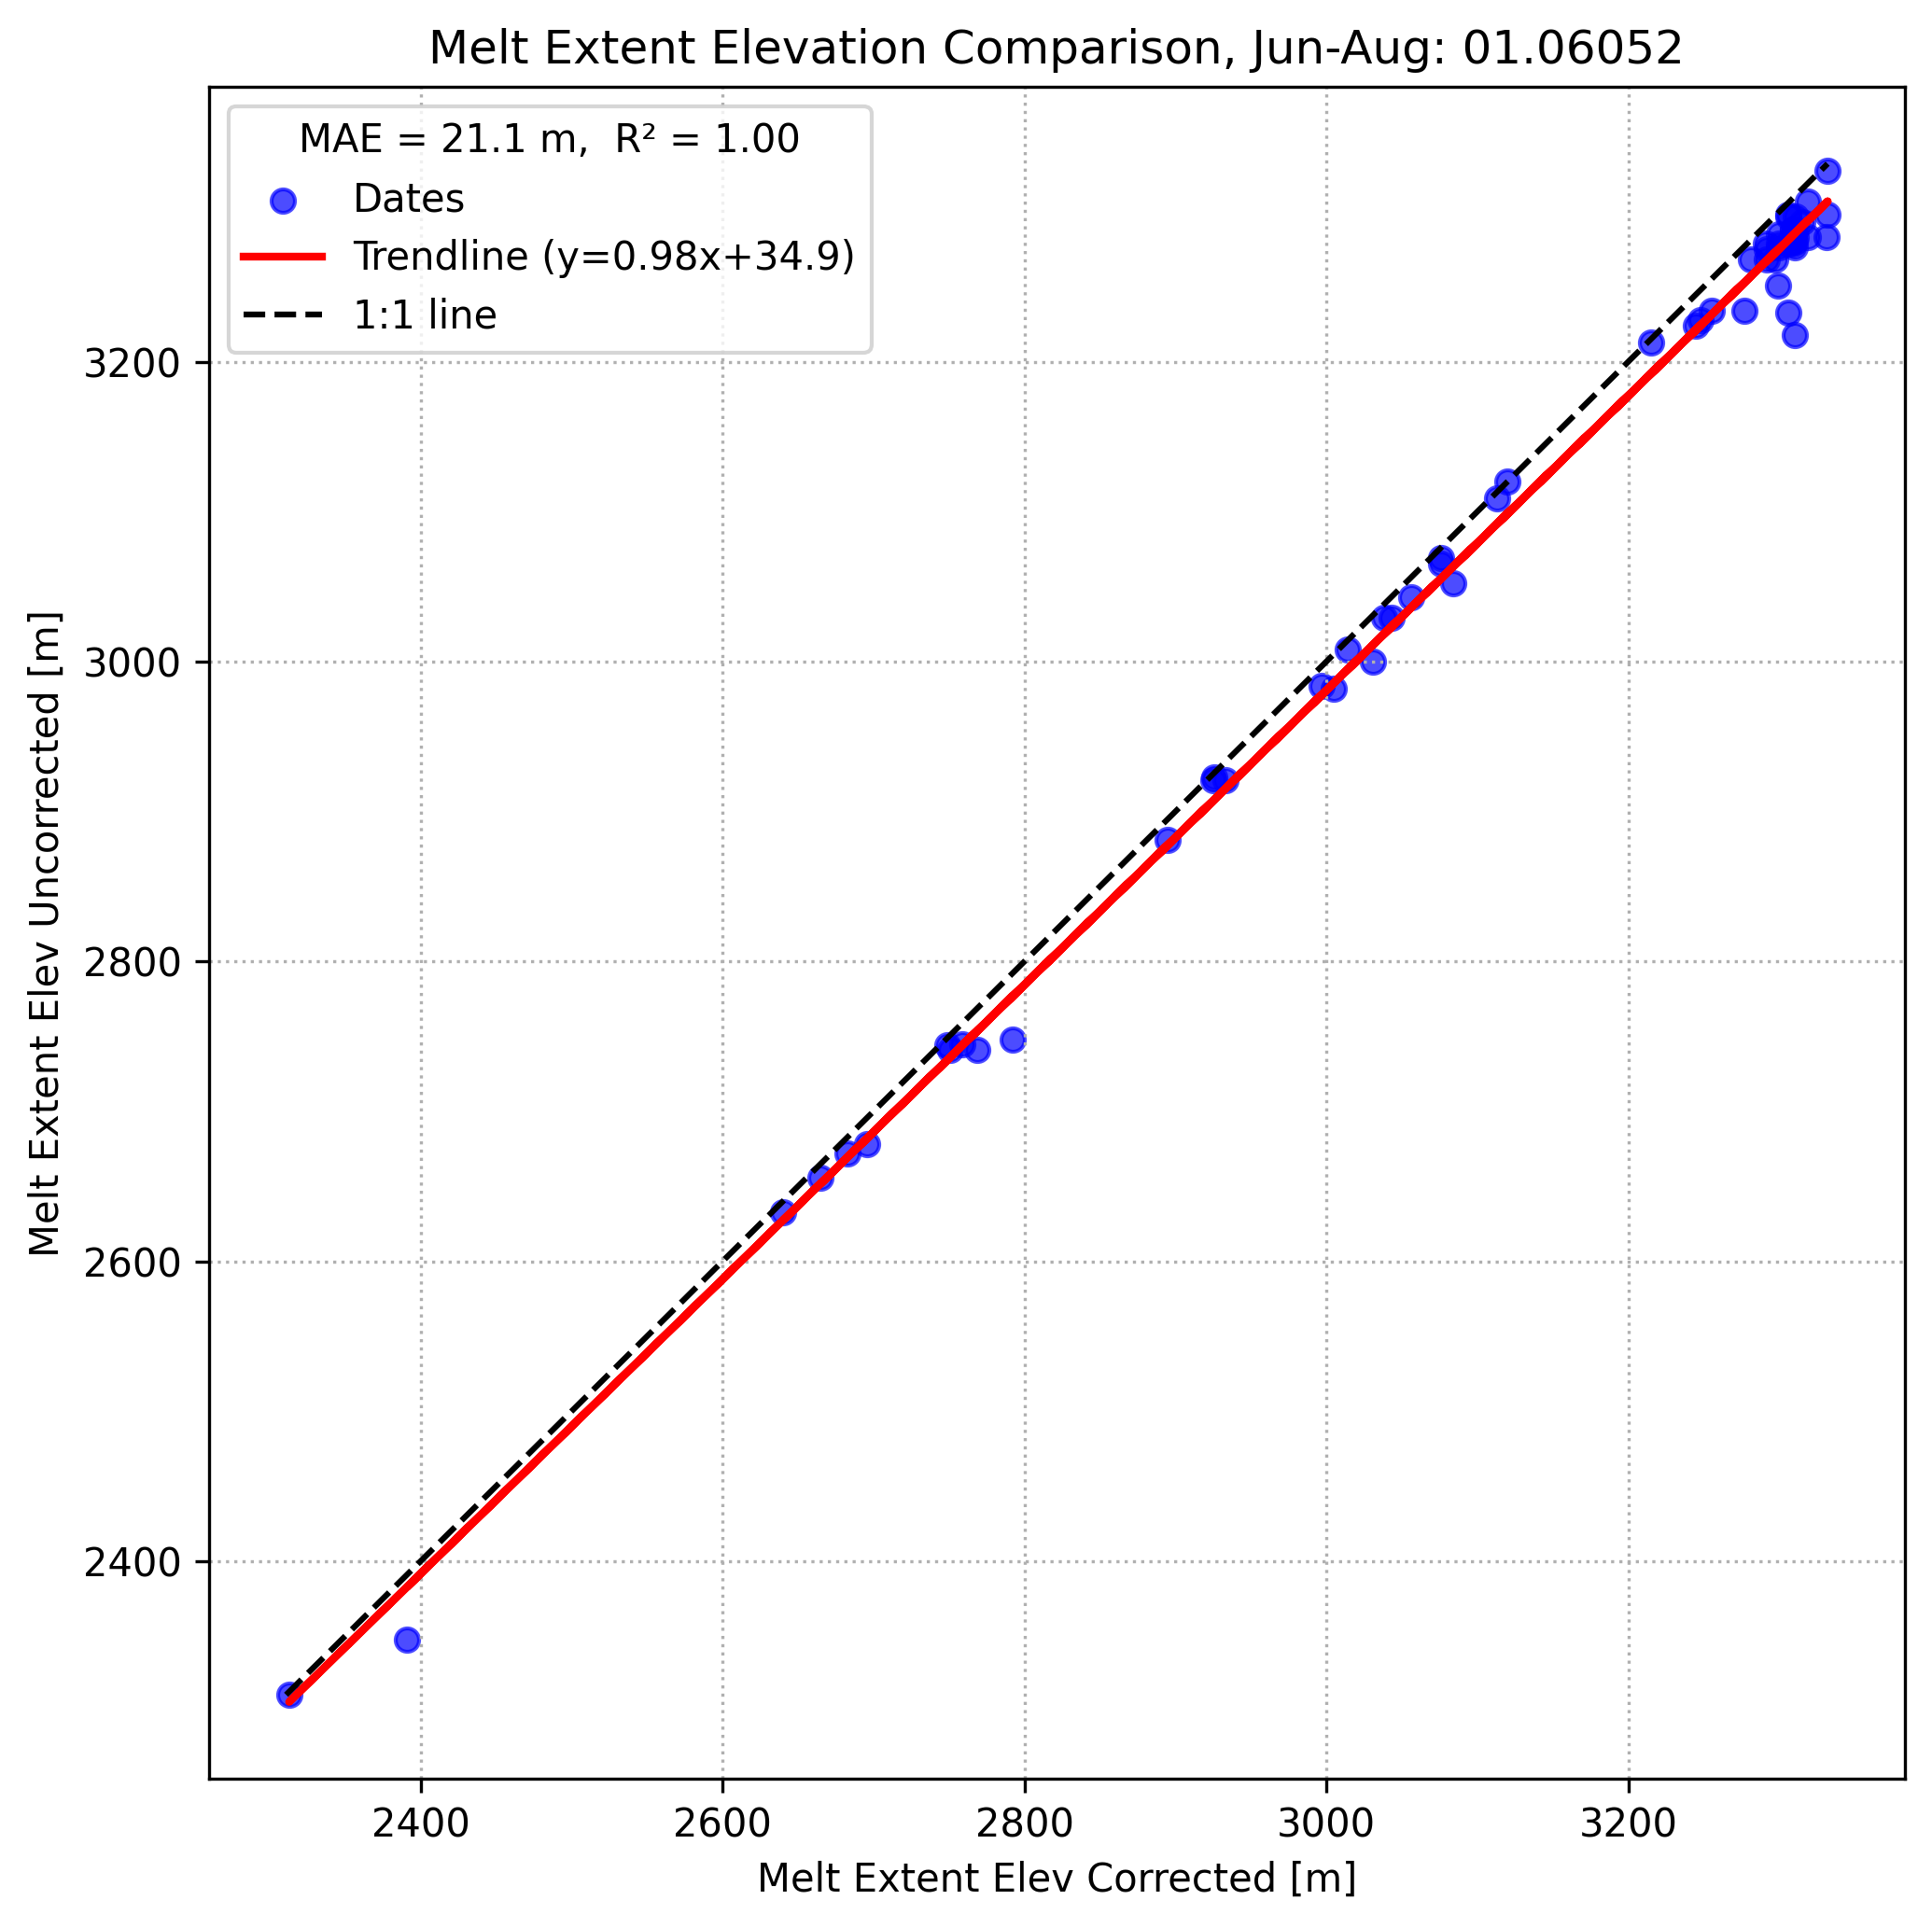 Melt Extent Elevation Comparison, Jun-Aug: 01.06052
MAE = 21.1 m,  R² = 1.00
Dates
Trendline (y=0.98x+34.9)
1:1 line
Melt Extent Elev Uncorrected [m]
3200
3000
2800
2600
2400
2400 2600 2800 3000 3200
Melt Extent Elev Corrected [m]